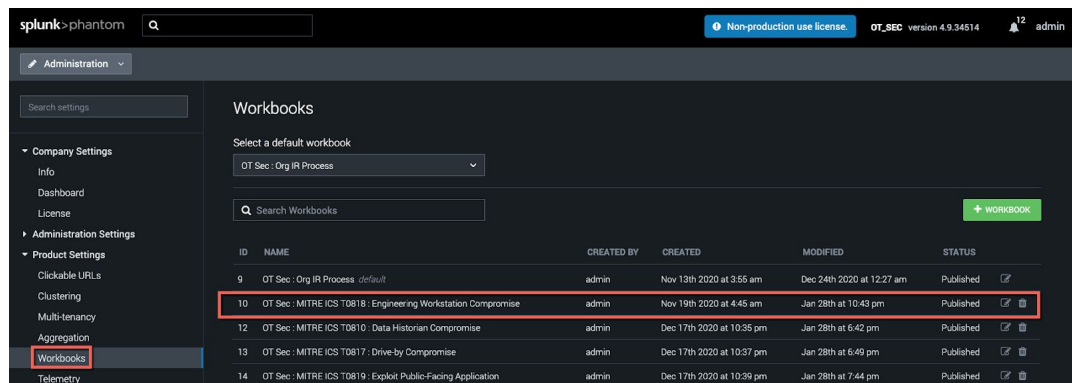 splunk>phantom
Non-production use license.
OT_SEC version 4.9.34514
12
admin
Administration
Search settings
Company Settings
Info
Dashboard
License
Administration Settings
Product Settings
Clickable URLs
Clustering
Multi-tenancy
Aggregation
Workbooks
Telemetry
Workbooks
Select a default workbook
OT Sec : Org IR Process
Search Workbooks
+ WORKBOOK
ID NAME CREATED BY CREATED MODIFIED STATUS
9 OT Sec : Org IR Process default admin Nov 13th 2020 at 3:55 am Dec 24th 2020 at 12:27 am Published
10 OT Sec : MITRE ICS T0818 : Engineering Workstation Compromise admin Nov 19th 2020 at 4:45 am Jan 28th at 10:43 pm Published
12 OT Sec : MITRE ICS T0810 : Data Historian Compromise admin Dec 17th 2020 at 10:35 pm Jan 28th at 6:42 pm Published
13 OT Sec : MITRE ICS T0817 : Drive-by Compromise admin Dec 17th 2020 at 10:37 pm Jan 28th at 6:49 pm Published
14 OT Sec : MITRE ICS T0819 : Exploit Public-Facing Application admin Dec 17th 2020 at 10:39 pm Jan 28th at 7:44 pm Published